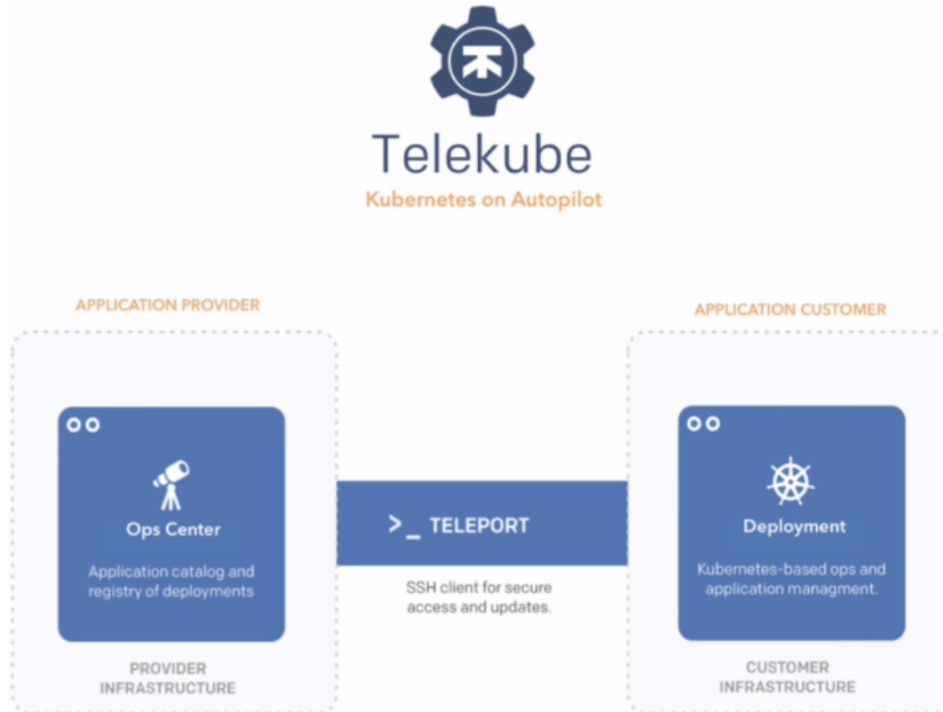 Telekube
Kubernetes on Autopilot
APPLICATION PROVIDER
Ops Center
Application catalog and
registry of deployments
PROVIDER
INFRASTRUCTURE
>_ TELEPORT
SSH client for secure
access and updates.
APPLICATION CUSTOMER
Deployment
Kubernetes-based ops and
application managment.
CUSTOMER
INFRASTRUCTURE